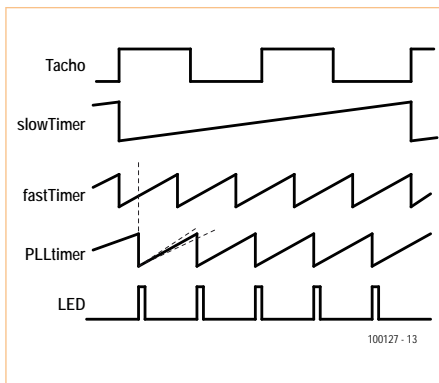 Tacho
slowTimer
fastTimer
PLLtimer
LED
100127 - 13